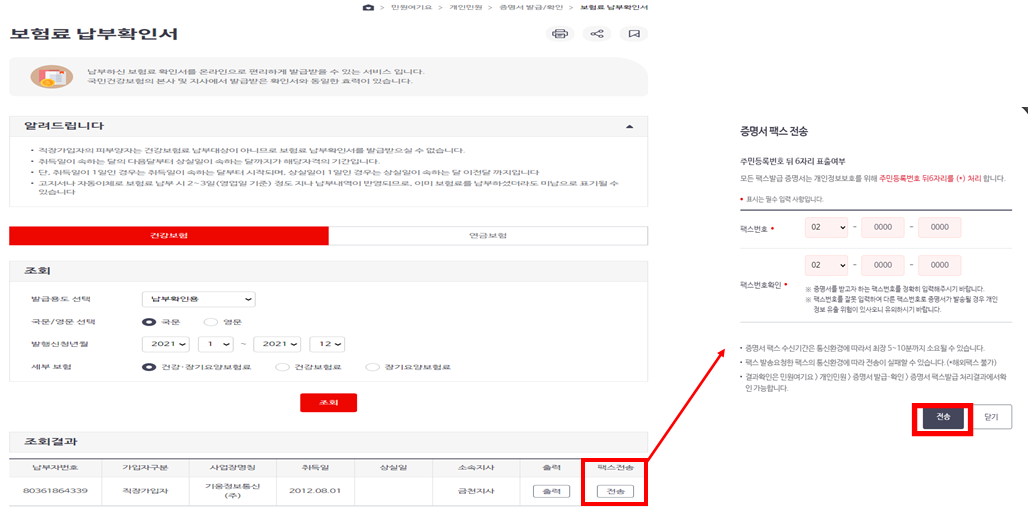 > 민원여기요 > 개인민원 > 증명서 발급/확인 > 보험료 납부확인서
보험료 납부확인서
납부하신 보험료 확인서를 온라인으로 편리하게 발급받을 수 있는 서비스 입니다.
국민건강보험의 본사 및 지사에서 발급받은 확인서와 동일한 효력이 있습니다.
알려드립니다
• 직장가입자의 피부양자는 건강보험료 납부대상이 아니므로 보험료 납부확인서를 발급받으실 수 없습니다.
• 취득일이 속하는 달의 다음달부터 상실일이 속하는 달까지가 해당자격의 기간입니다.
• 단, 취득일이 1일인 경우는 취득일이 속하는 달부터 시작되며, 상실일이 1일인 경우는 상실일이 속하는 달 이전달 까지입니다
• 고지서나 자동이체로 보험료 납부 시 2~3일(영업일 기준) 정도 지나 납부내역이 반영되므로, 이미 보험료를 납부하셨더라도 미납으로 표기될 수
있습니다
건강보험 연금보험
조회
발급용도 선택 납부확인용
국문/영문 선택 국문 영문
발행신청년월 2021 1 ~ 2021 12
세부 보험 건강·장기요양보험료 건강보험료 장기요양보험료
조회
조회결과
납부자번호 가입자구분 사업장명칭 취득일 상실일 소속지사 출력 팩스전송
80361864339 직장가입자 기웅정보통신 2012.08.01 금천지사 출력 전송
(주)
증명서 팩스 전송
주민등록번호 뒤 6자리 표출여부
모든 팩스발급 증명서는 개인정보보호를 위해 주민등록번호 뒤6자리를 (*) 처리 합니다.
• 표시는 필수 입력 사항입니다.
팩스번호 • 02 - 0000 - 0000
02 - 0000 - 0000
팩스번호확인 •
※ 증명서를 받고자 하는 팩스번호를 정확히 입력해주시기 바랍니다.
※ 팩스번호를 잘못 입력하여 다른 팩스번호로 증명서가 발송될 경우 개인
정보 유출 위험이 있사오니 유의하시기 바랍니다.
• 증명서 팩스 수신기간은 통신환경에 따라서 최장 5~10분까지 소요될 수 있습니다.
• 팩스 발송요청한 팩스의 통신환경에 따라 전송이 실패할 수 있습니다. (*해외팩스 불가)
• 결과확인은 민원여기요 > 개인민원 > 증명서 발급·확인 > 증명서 팩스발급 처리결과에서 확
인 가능합니다.
전송 닫기